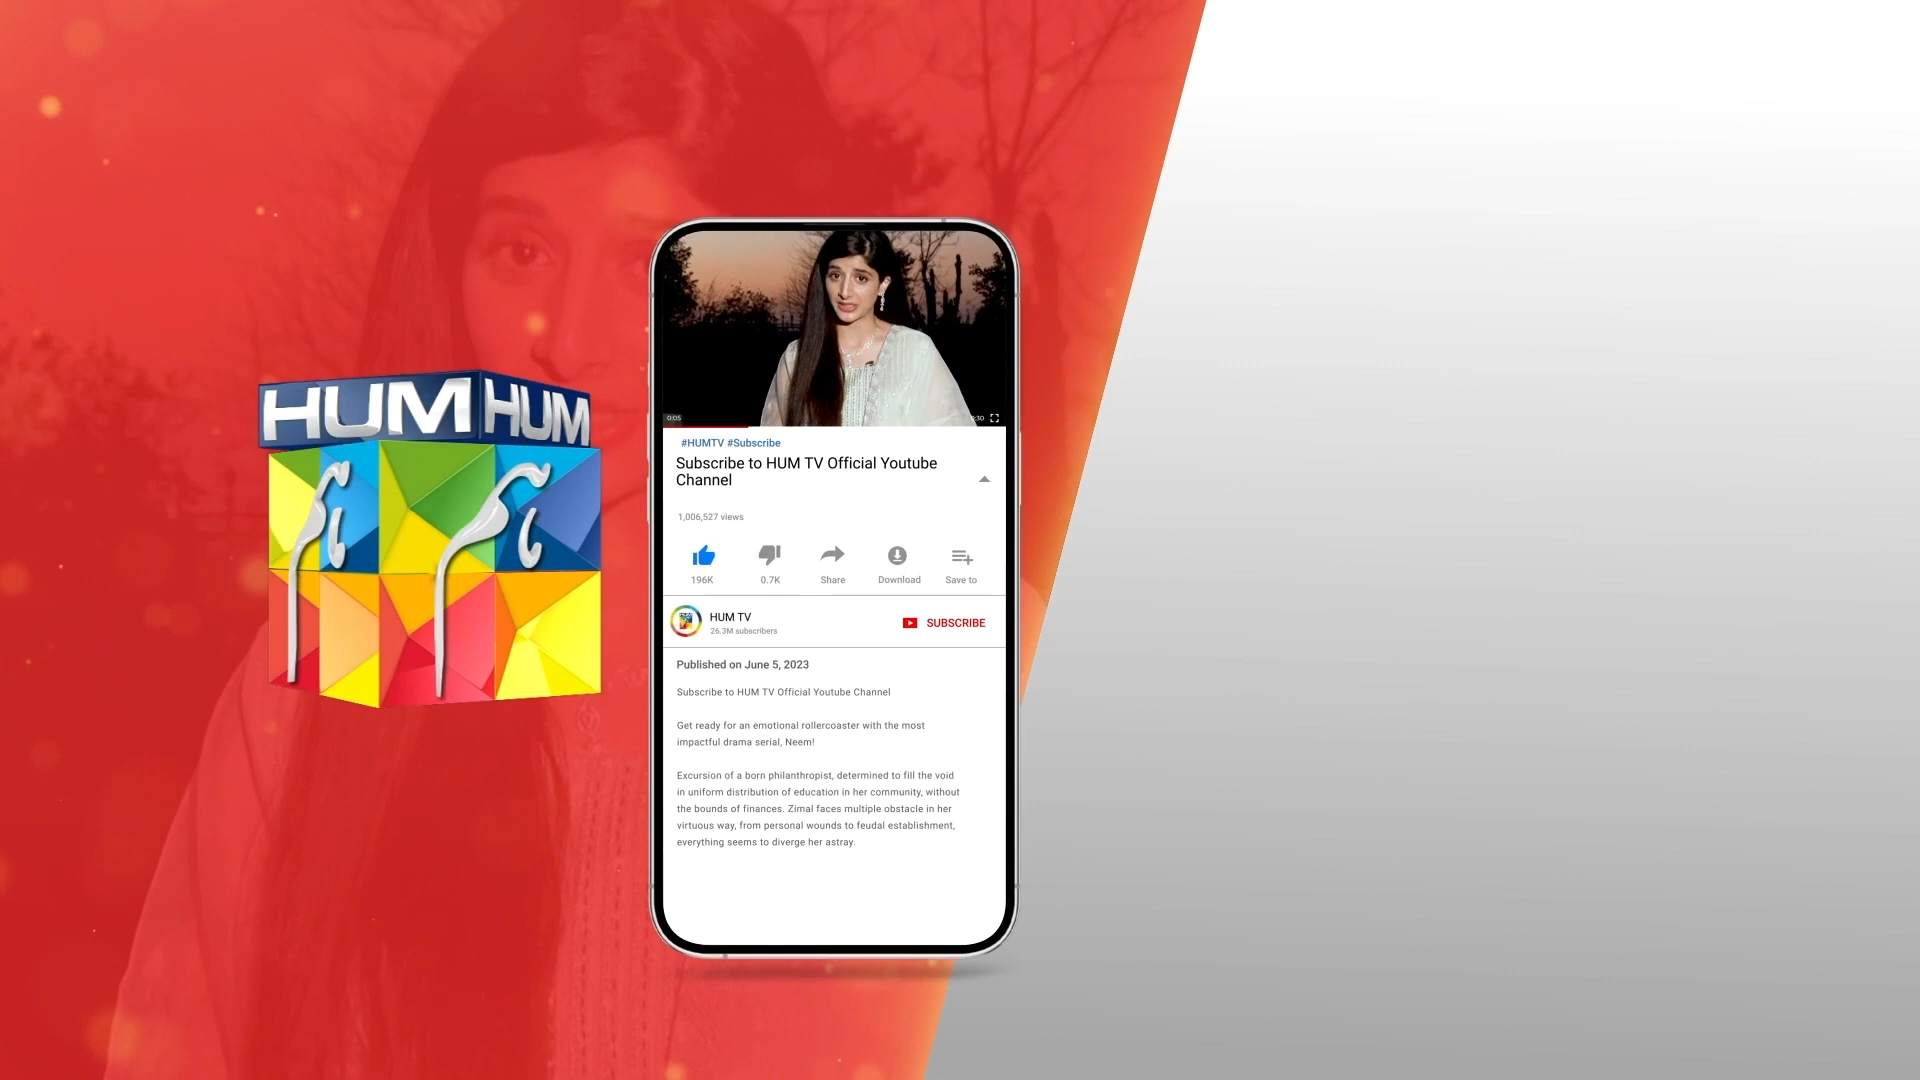 HUM HUM
ہم ہم
0:05
#HUMTV #Subscribe
Subscribe to HUM TV Official Youtube
Channel
1,006,527 views
196K 0.7K Share Download Save to
HUM TV
26.3M subscribers
SUBSCRIBE
Published on June 5, 2023
Subscribe to HUM TV Official Youtube Channel
Get ready for an emotional rollercoaster with the most
impactful drama serial, Neem!
Excursion of a born philanthropist, determined to fill the void
in uniform distribution of education in her community, without
the bounds of finances. Zimal faces multiple obstacle in her
virtuous way, from personal wounds to feudal establishment,
everything seems to diverge her astray.